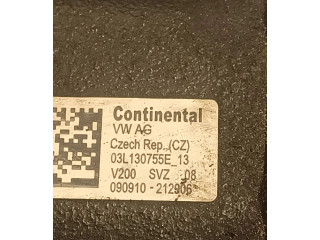 Continental
VW AG
Czech Rep..(CZ)
03L130755E_13
V200 SVZ 08
090910 - 212906